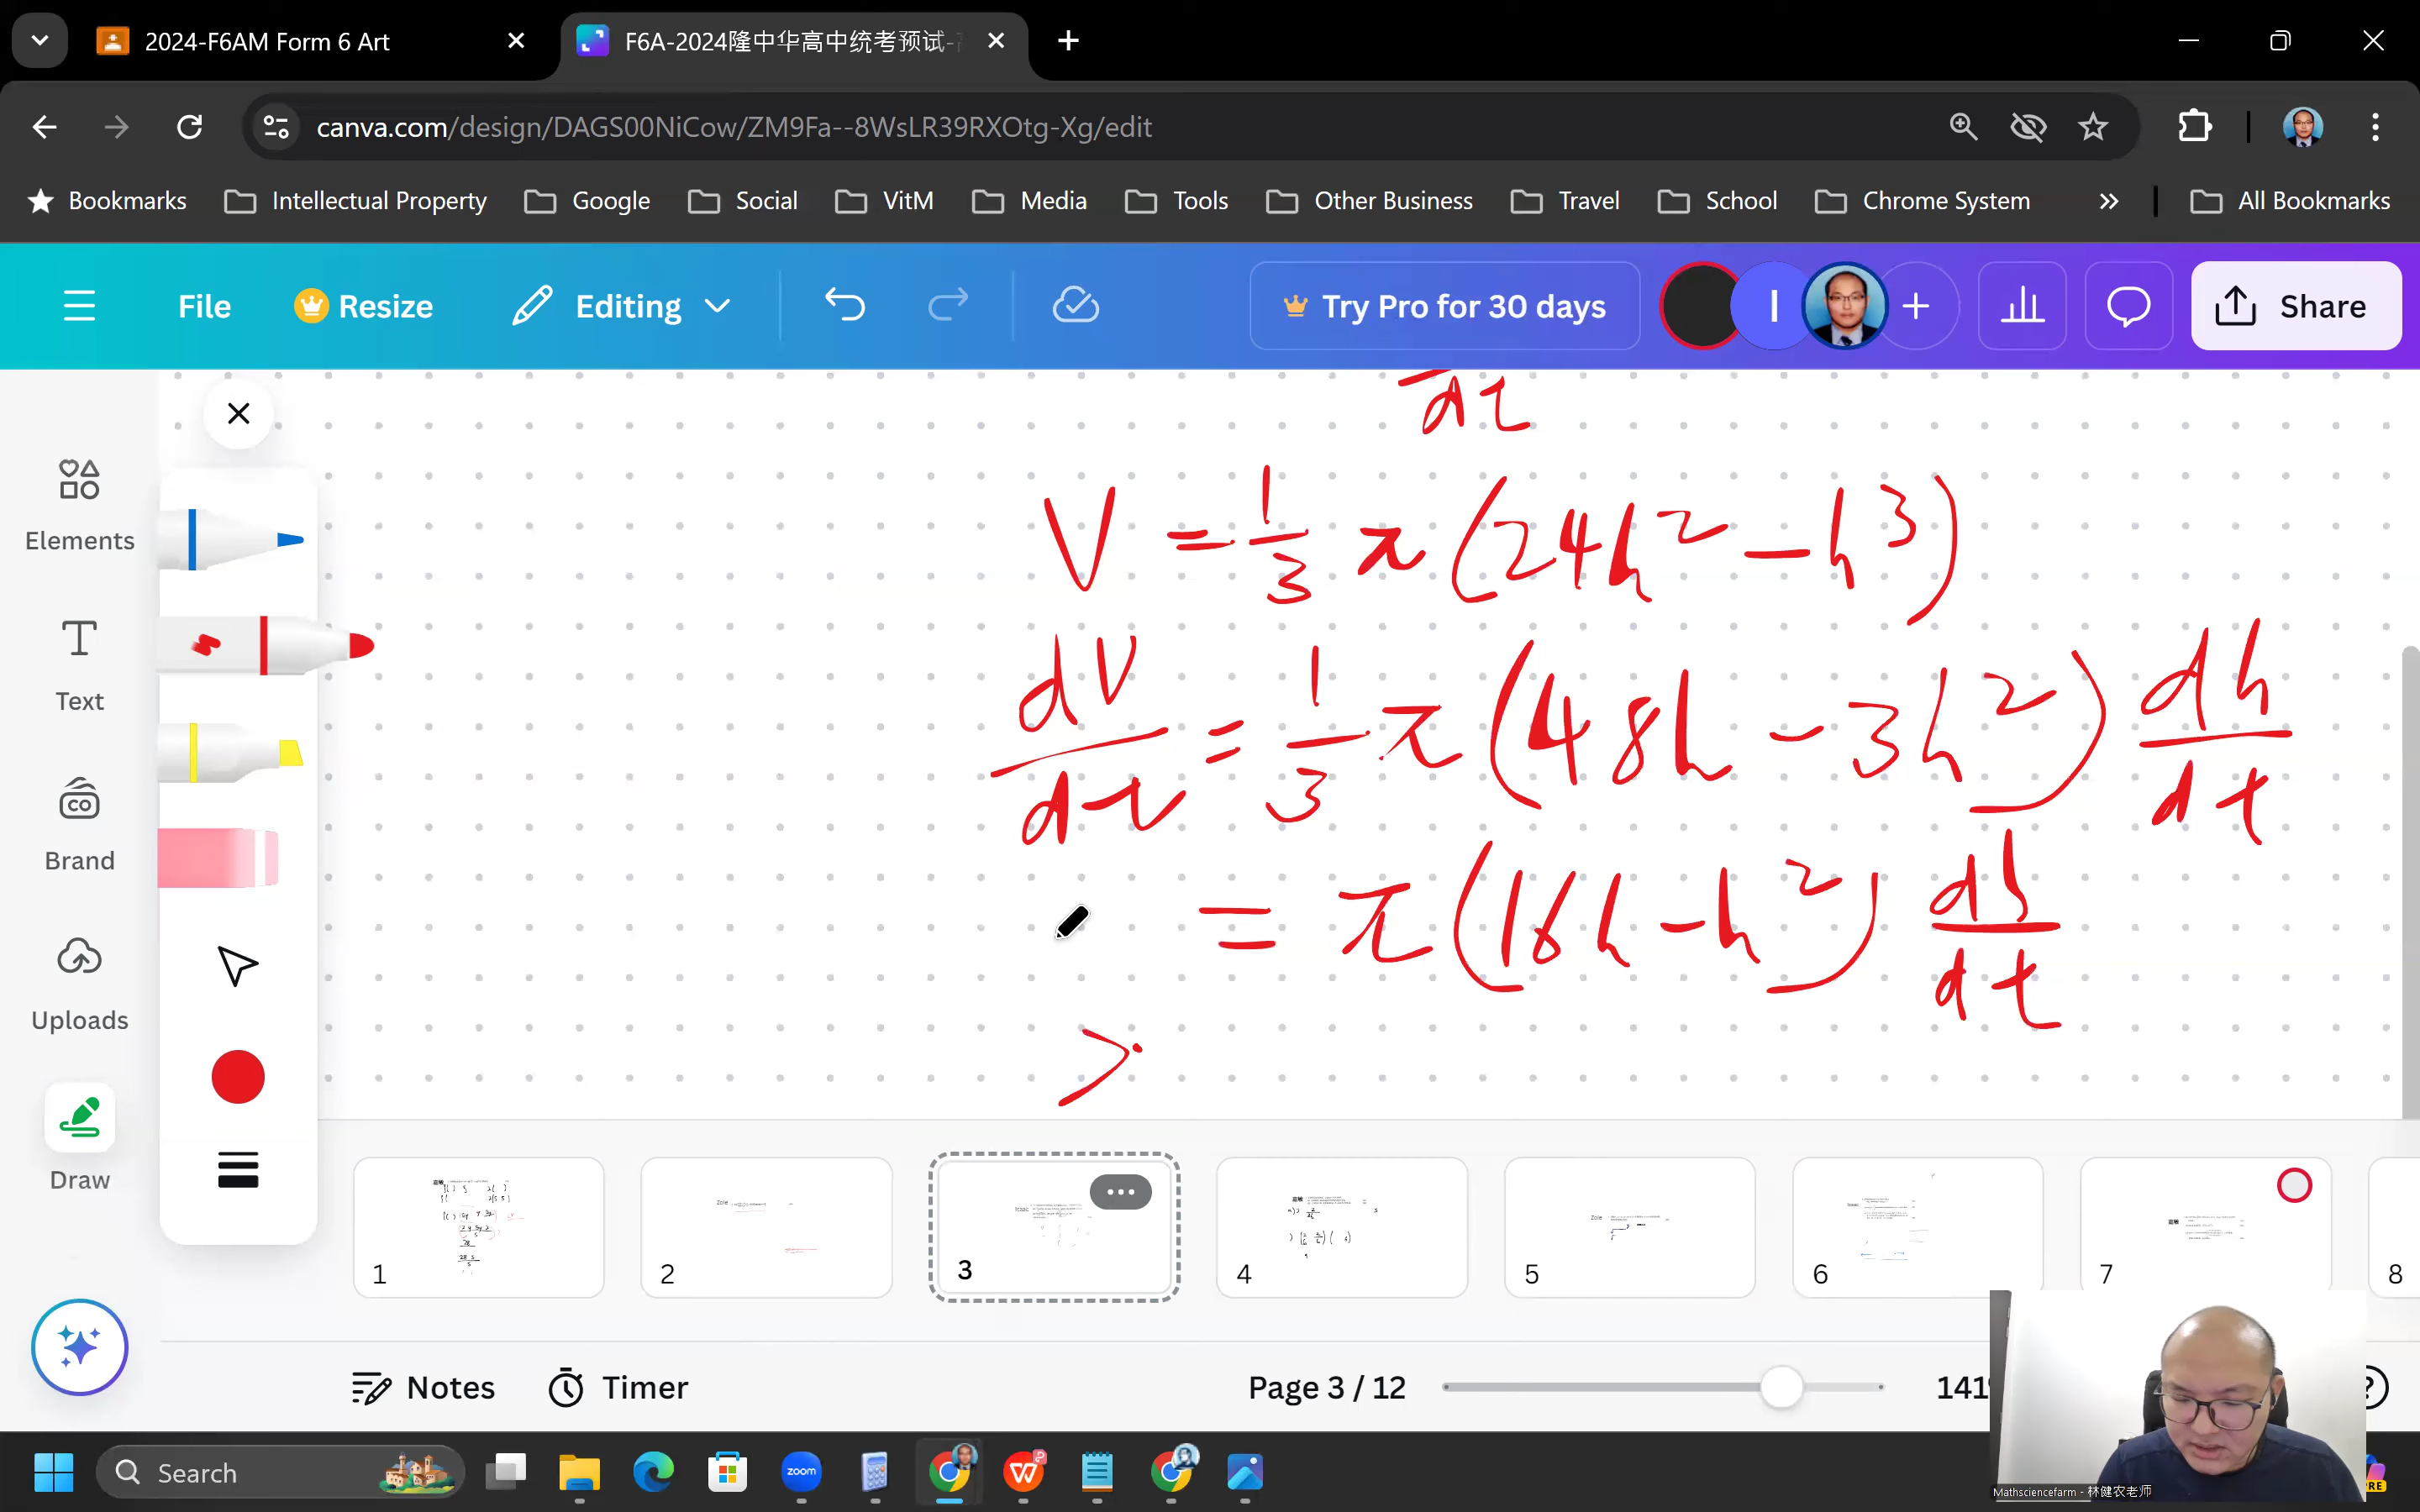 2024-F6AM Form 6 Art
F6A-2024隆中华高中统考预试-
canva.com/design/DAGS00NiCow/ZM9Fa--8WsLR39RXOtg-Xg/edit
Bookmarks Intellectual Property Google Social VitM Media Tools Other Business Travel School Chrome System All Bookmarks
File Resize Editing Try Pro for 30 days Share
Elements
Text
Brand
Uploads
Draw
dt
V = 1/3 π (24h² - h³)
dV/dt = 1/3 π (48h - 3h²) dh/dt
= π (16h - h²) dh/dt
7
1 2 3 4 5 6 7 8
Notes Timer Page 3 / 12 141
Search zoom
Mathsciencefarm - 林健农老师